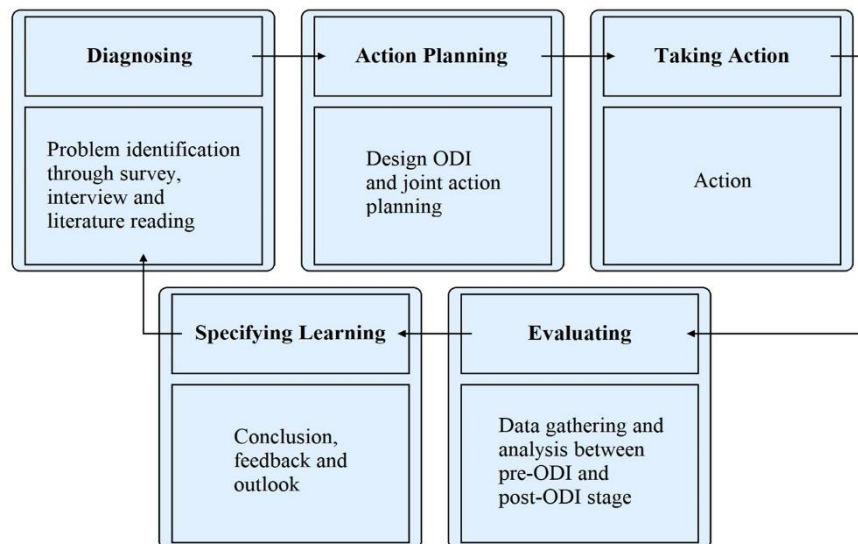 Diagnosing
Problem identification
through survey,
interview and
literature reading
Action Planning
Design ODI
and joint action
planning
Taking Action
Action
Specifying Learning
Conclusion,
feedback and
outlook
Evaluating
Data gathering and
analysis between
pre-ODI and
post-ODI stage